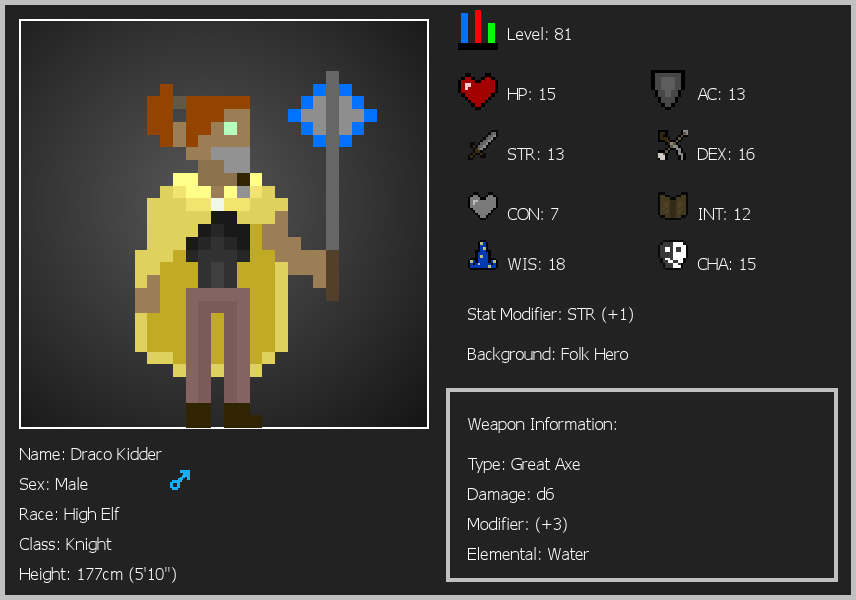 Level: 81
HP: 15
AC: 13
STR: 13
DEX: 16
CON: 7
INT: 12
WIS: 18
CHA: 15
Stat Modifier: STR (+1)
Background: Folk Hero
Weapon Information:
Type: Great Axe
Damage: d6
Modifier: (+3)
Elemental: Water
Name: Draco Kidder
Sex: Male
Race: High Elf
Class: Knight
Height: 177cm (5'10")